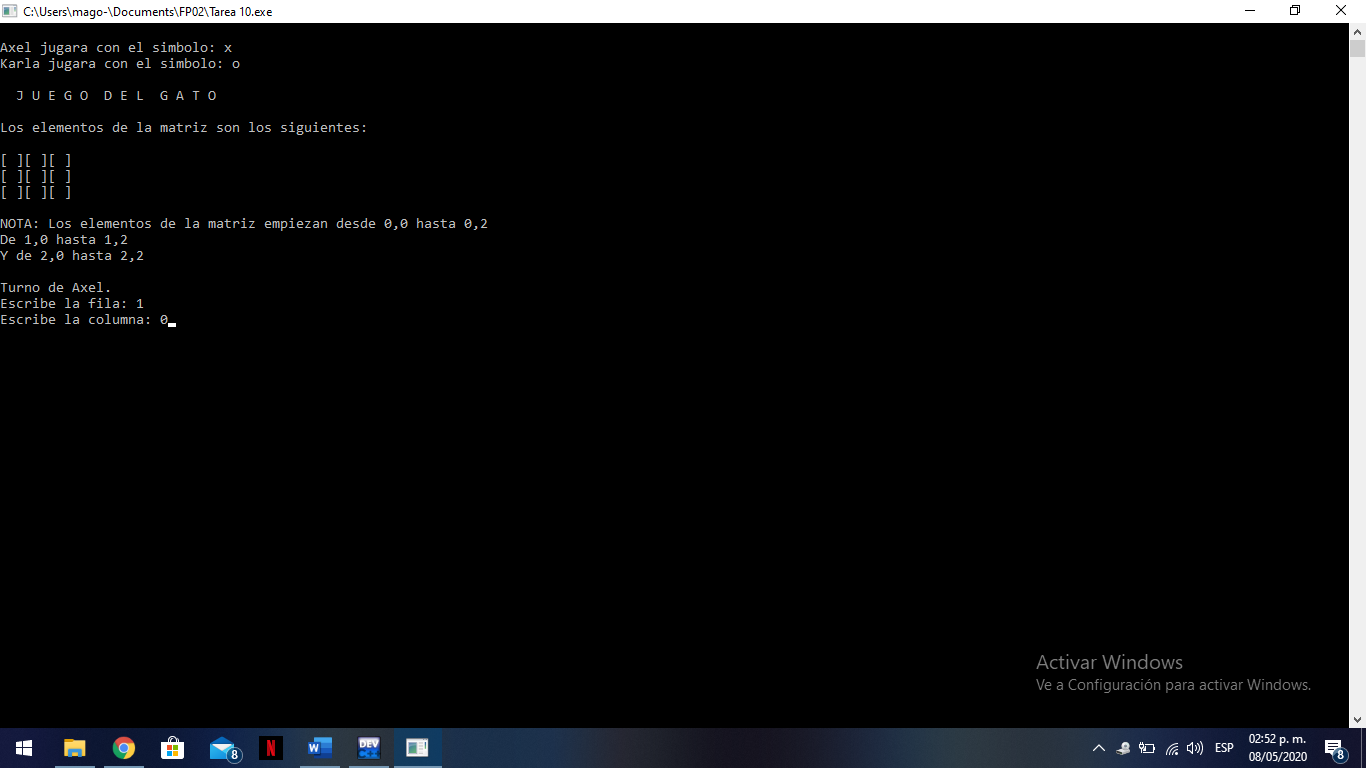 C:\Users\mago-\Documents\FP02\Tarea 10.exe
Axel jugara con el simbolo: x
Karla jugara con el simbolo: o
J U E G O  D E L  G A T O
Los elementos de la matriz son los siguientes:
[ ][ ][ ]
[ ][ ][ ]
[ ][ ][ ]
NOTA: Los elementos de la matriz empiezan desde 0,0 hasta 0,2
De 1,0 hasta 1,2
Y de 2,0 hasta 2,2
Turno de Axel.
Escribe la fila: 1
Escribe la columna: 0
Activar Windows
Ve a Configuración para activar Windows.
8
N
W
DEV
C++
ESP
02:52 p. m.
08/05/2020
8